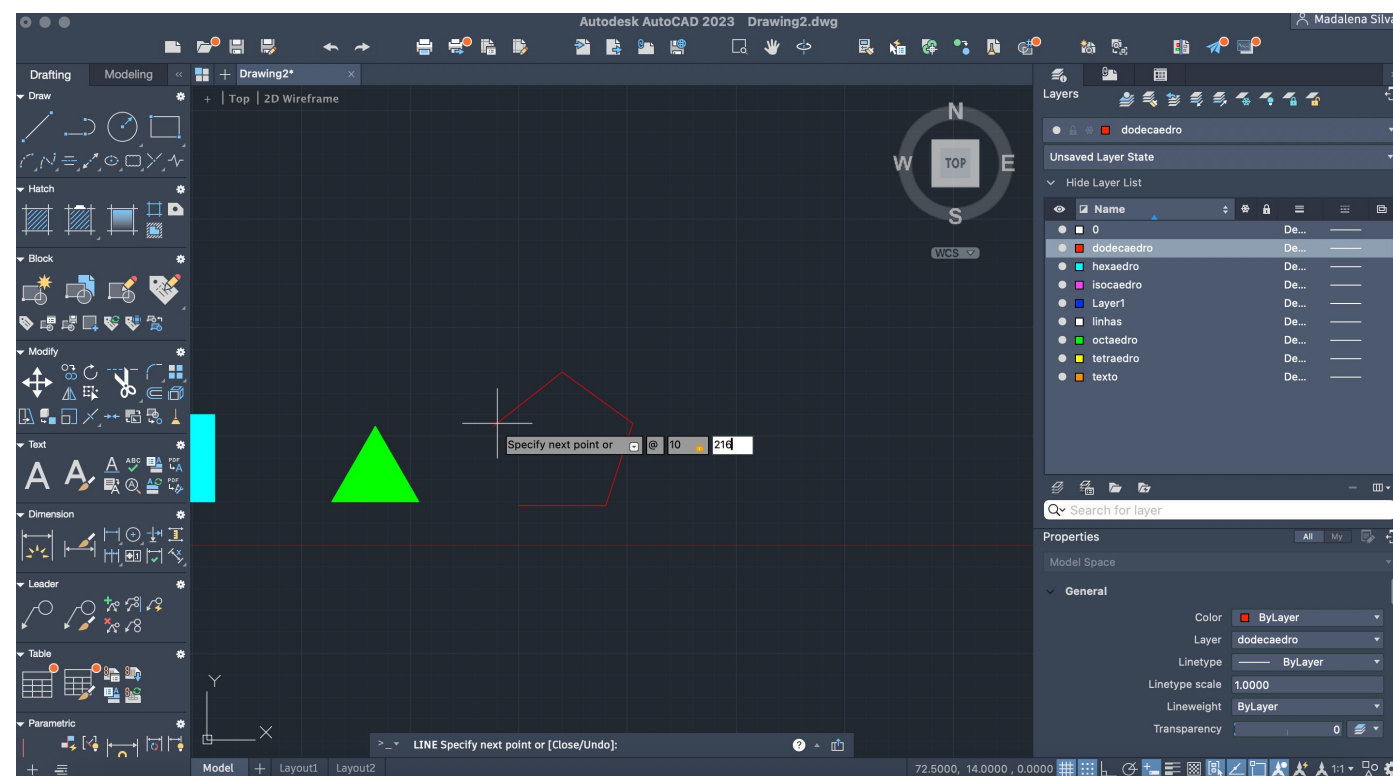 Autodesk AutoCAD 2023 Drawing2.dwg
Madalena Silva
Drafting Modeling << + Drawing2* ×
Draw
+ | Top | 2D Wireframe
Hatch
Block
Modify
Text
A A A ABC PDF A
Dimension
Leader
Table
Parametric
N
W TOP E
S
WCS
Specify next point or @ 10 216
Y
X
>_ LINE Specify next point or [Close/Undo]:
Model + Layout1 Layout2
72.5000, 14.0000 , 0.0000
1:1
Layers
dodecaedro
Unsaved Layer State
Hide Layer List
Name
0 De...
dodecaedro De...
hexaedro De...
isocaedro De...
Layer1 De...
linhas De...
octaedro De...
tetraedro De...
texto De...
Search for layer
Properties All My
Model Space
General
Color ByLayer
Layer dodecaedro
Linetype ByLayer
Linetype scale 1.0000
Lineweight ByLayer
Transparency 0